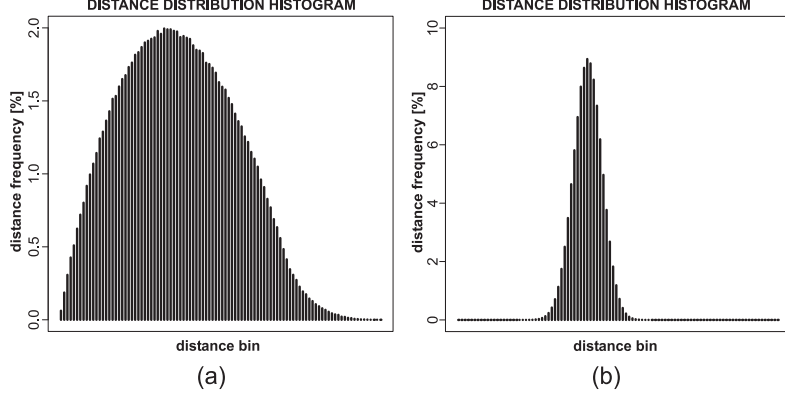 DISTANCE DISTRIBUTION HISTOGRAM
distance frequency [%]
2.0
1.5
1.0
0.5
0.0
distance bin
(a)
DISTANCE DISTRIBUTION HISTOGRAM
distance frequency [%]
10
8
6
4
2
0
distance bin
(b)